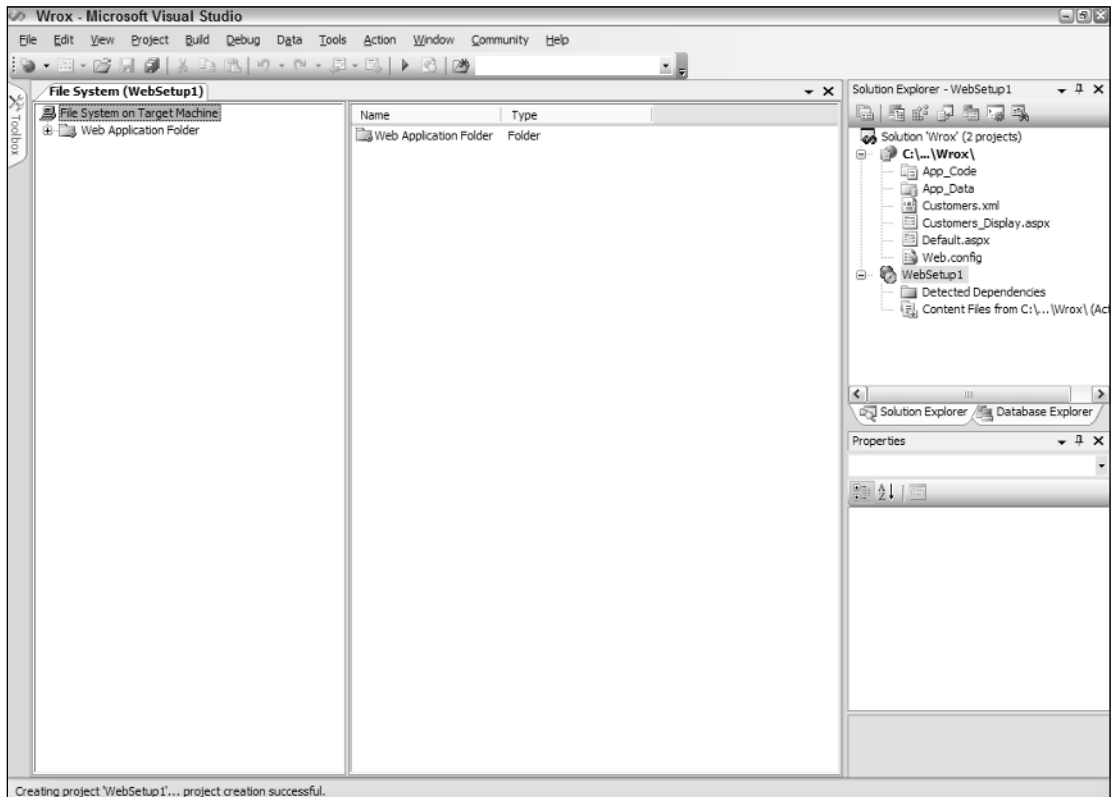 Wrox - Microsoft Visual Studio
File Edit View Project Build Debug Data Tools Action Window Community Help
Toolbox
File System (WebSetup1)
File System on Target Machine
Web Application Folder
Name Type
Web Application Folder Folder
Solution Explorer - WebSetup1
Solution 'Wrox' (2 projects)
C:\...\Wrox\
App_Code
App_Data
Customers.xml
Customers_Display.aspx
Default.aspx
Web.config
WebSetup1
Detected Dependencies
Content Files from C:\...\Wrox\ (Act
Solution Explorer Database Explorer
Properties
Creating project 'WebSetup1'... project creation successful.